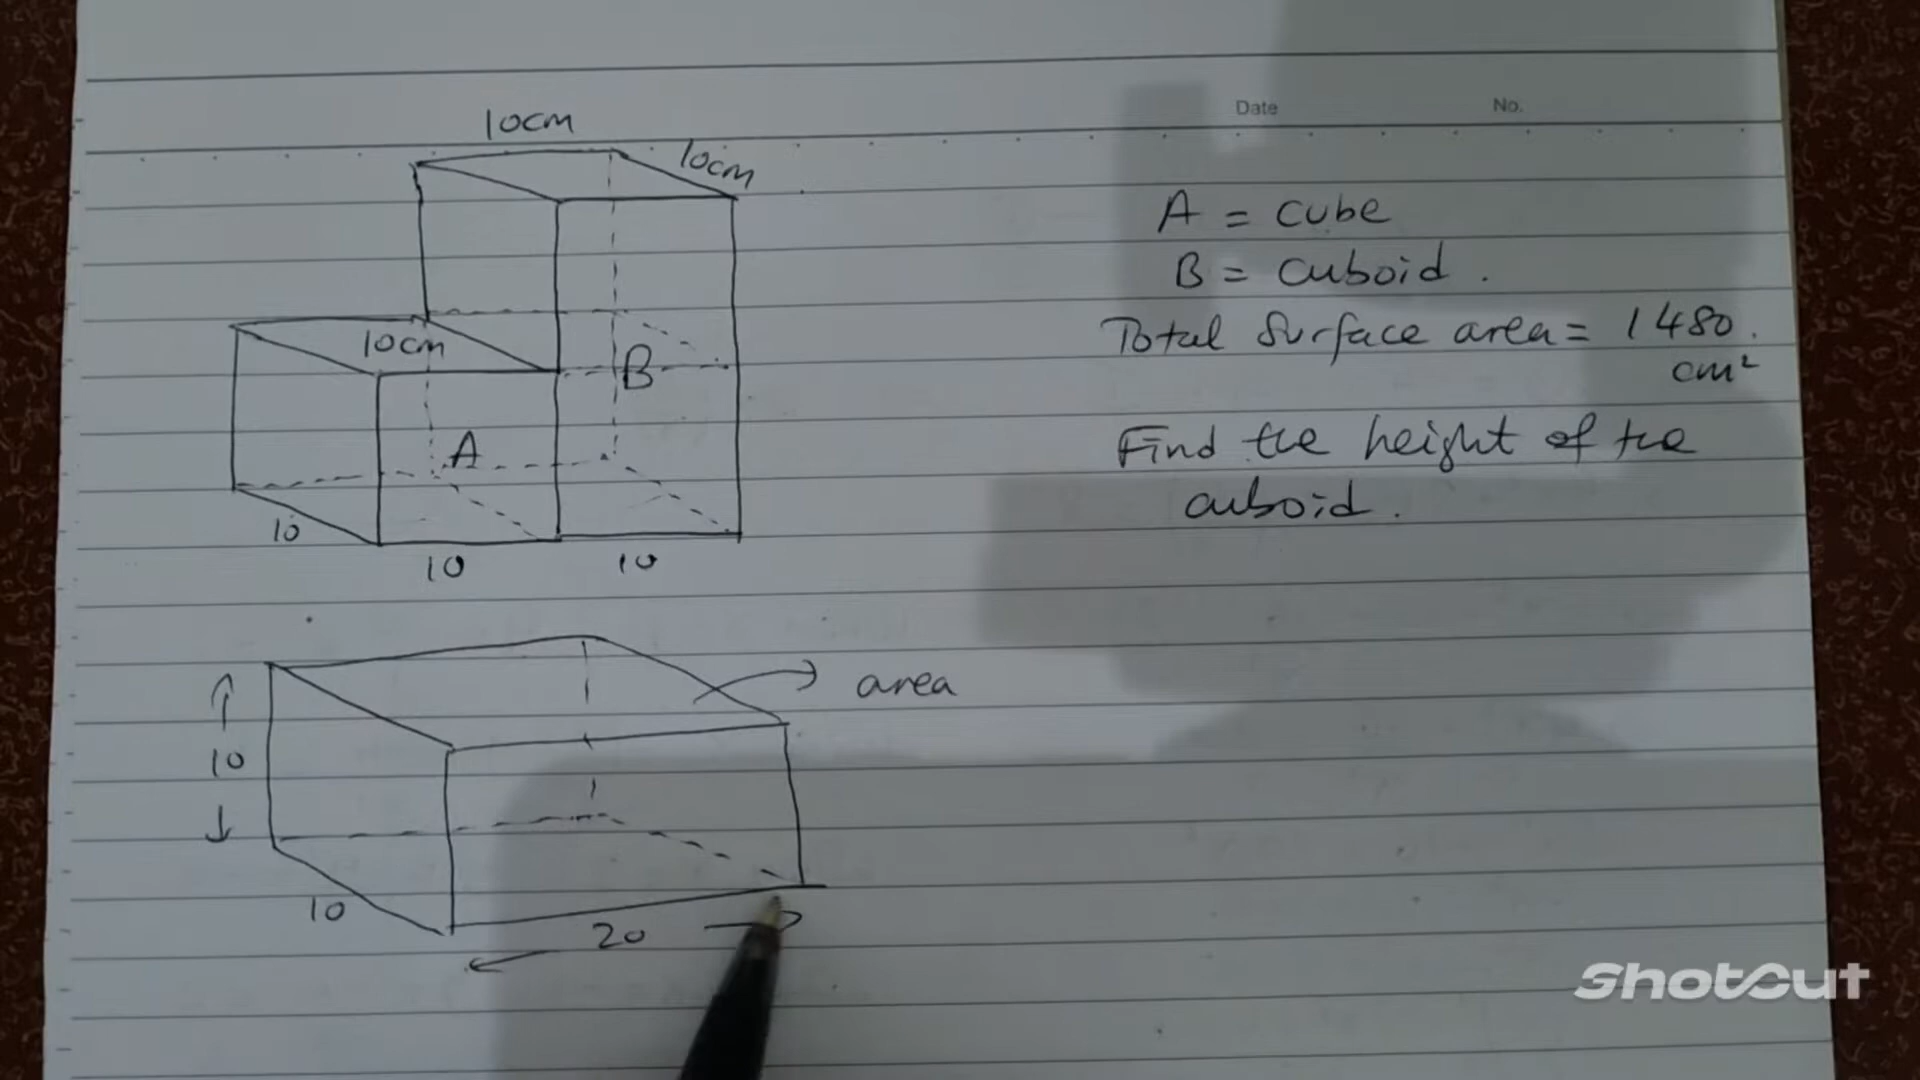 Date
No.
10cm
10cm
10cm
B
A
10
10
10
A = cube
B = cuboid.
Total Surface area = 1480.
cm²
Find the height of the
cuboid.
10
area
10
20
Shotcut